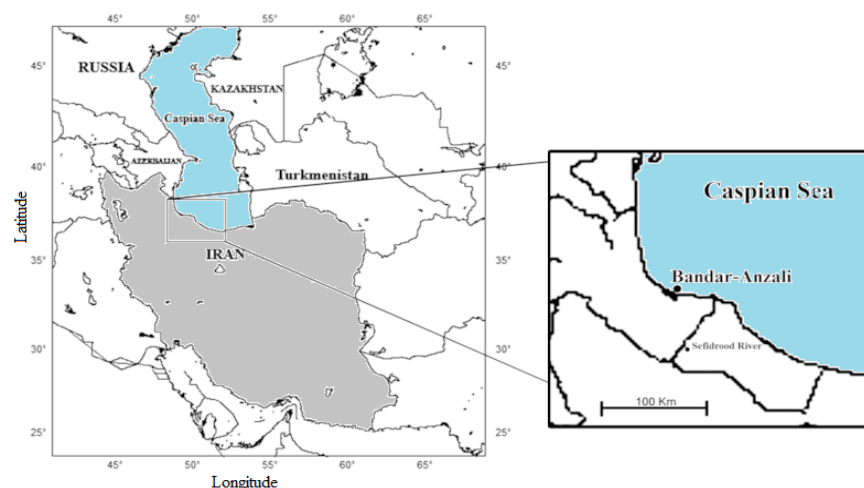 45° 50° 55° 60° 65°
RUSSIA
45° 45°
KAZAKHSTAN
Caspian Sea
AZERBAIJAN
40° 40°
Turkmenistan
Latitude
IRAN
35° 35°
30° 30°
25° 25°
45° 50° 55° 60° 65°
Longitude
Caspian Sea
Bandar-Anzali
Sefidrood River
100 Km